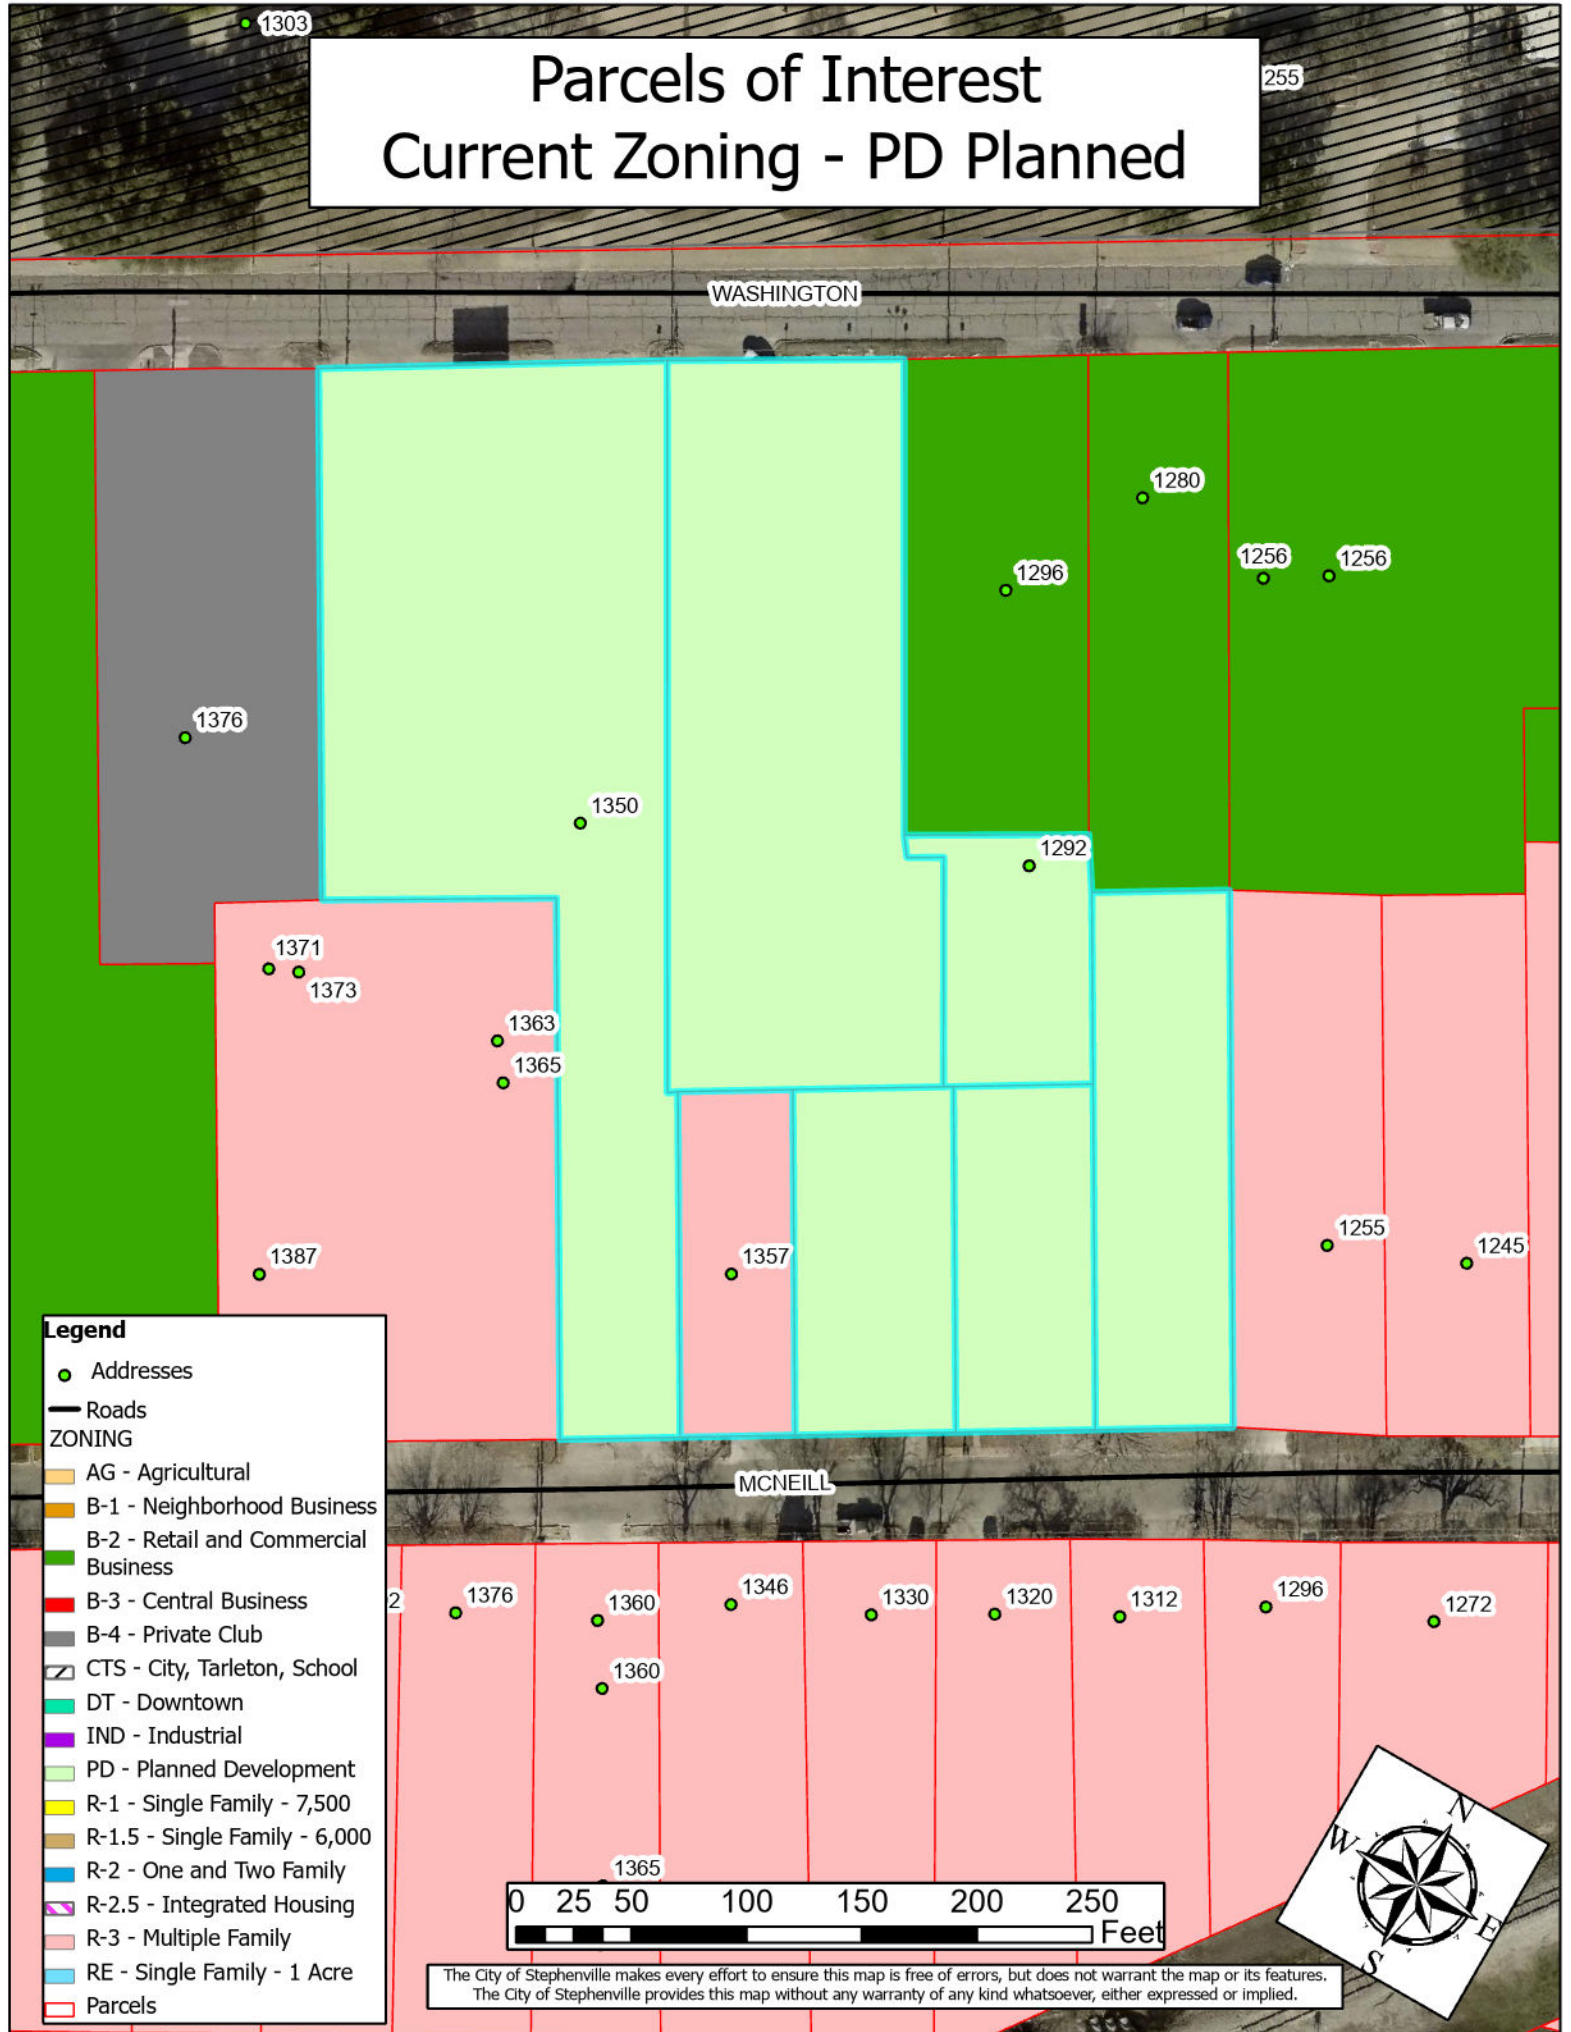 1303
Parcels of Interest
Current Zoning - PD Planned
255
WASHINGTON
1280
1296
1256
1256
1376
1350
1292
1371
1373
1363
1365
1387
1357
1255
1245
MCNEILL
2
1376
1360
1346
1330
1320
1312
1296
1272
1360
1365
Legend
Addresses
Roads
ZONING
AG - Agricultural
B-1 - Neighborhood Business
B-2 - Retail and Commercial
Business
B-3 - Central Business
B-4 - Private Club
CTS - City, Tarleton, School
DT - Downtown
IND - Industrial
PD - Planned Development
R-1 - Single Family - 7,500
R-1.5 - Single Family - 6,000
R-2 - One and Two Family
R-2.5 - Integrated Housing
R-3 - Multiple Family
RE - Single Family - 1 Acre
Parcels
0 25 50 100 150 200 250
Feet
N
W
E
S
The City of Stephenville makes every effort to ensure this map is free of errors, but does not warrant the map or its features.
The City of Stephenville provides this map without any warranty of any kind whatsoever, either expressed or implied.